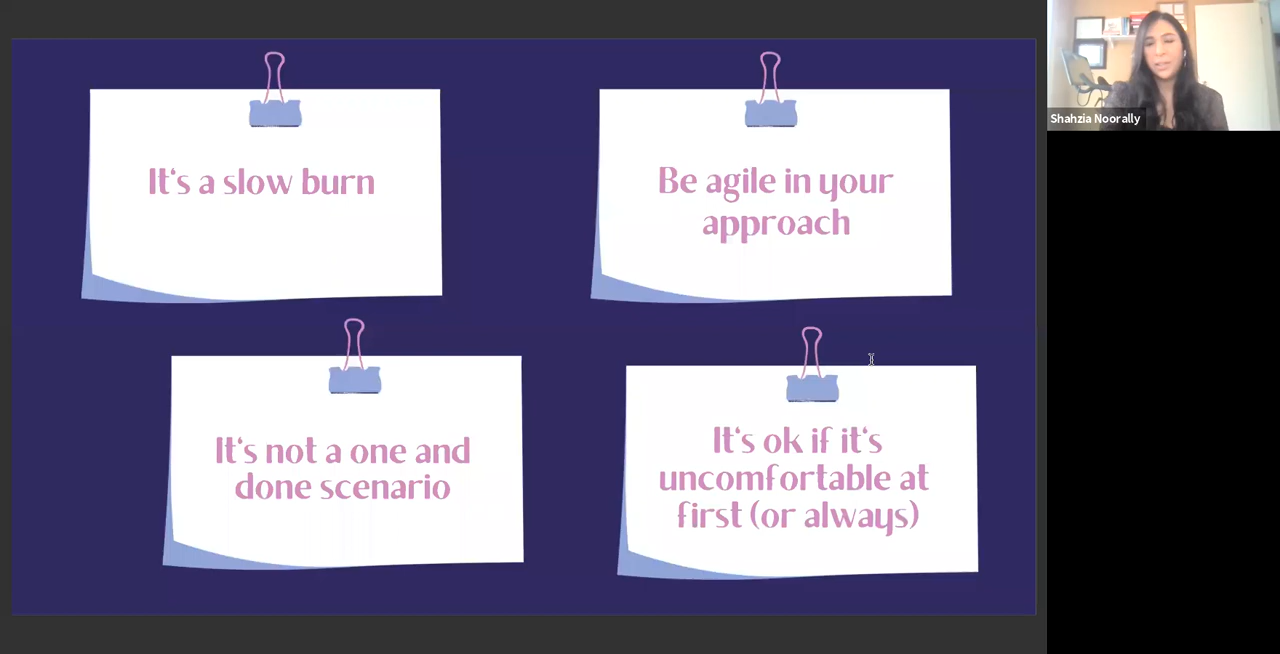 It's a slow burn
Be agile in your
approach
It's not a one and
done scenario
It's ok if it's
uncomfortable at
first (or always)
Shahzia Noorally